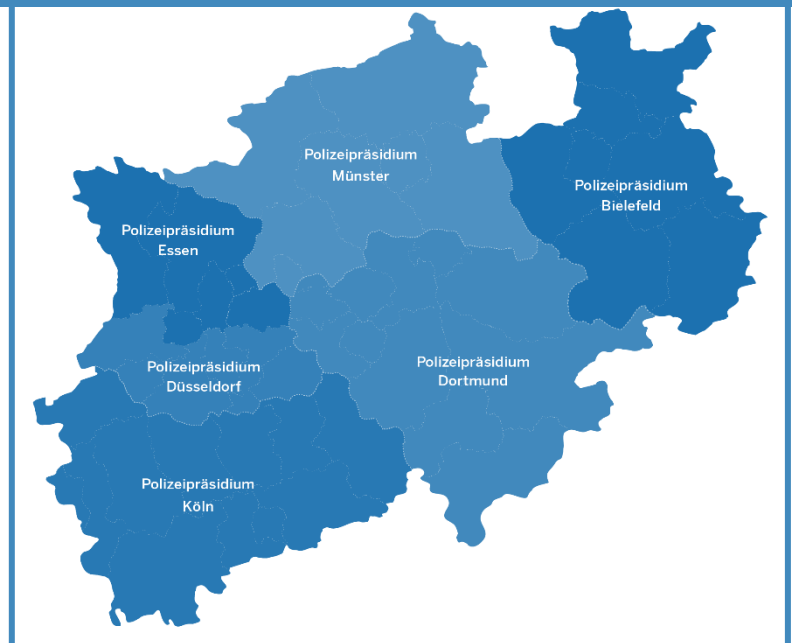 Polizeipräsidium
Münster
Polizeipräsidium
Bielefeld
Polizeipräsidium
Essen
Polizeipräsidium
Düsseldorf
Polizeipräsidium
Dortmund
Polizeipräsidium
Köln